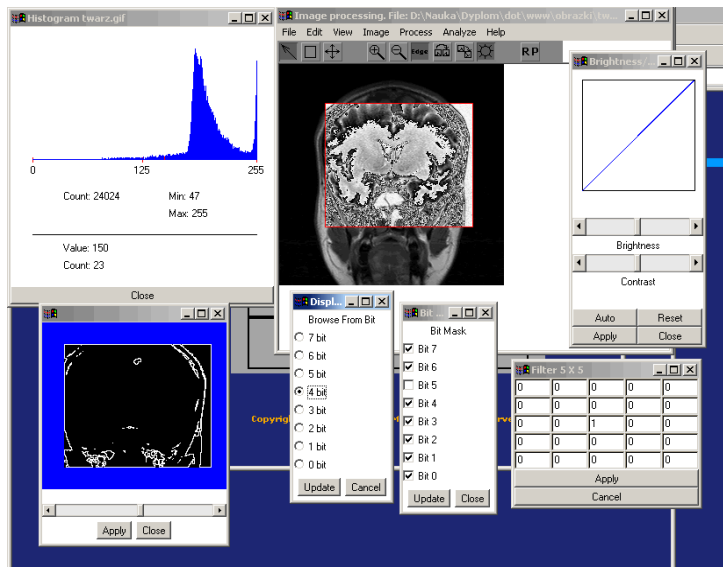 Histogram twarz.gif
0
125
255
Count: 24024
Min: 47
Max: 255
Value: 150
Count: 23
Close
Image processing. File: D:\Nauka\Dyplom\dot\www\obrazki\tw...
File Edit View Image Process Analyze Help
Edge
R P
Brightness/...
Brightness
Contrast
Auto
Reset
Apply
Close
Apply
Close
Displ...
Browse From Bit
7 bit
6 bit
5 bit
4 bit
3 bit
2 bit
1 bit
0 bit
Update
Cancel
Bit ...
Bit Mask
Bit 7
Bit 6
Bit 5
Bit 4
Bit 3
Bit 2
Bit 1
Bit 0
Update
Close
Filter 5 X 5
0 0 0 0 0
0 0 0 0 0
0 0 1 0 0
0 0 0 0 0
0 0 0 0 0
Apply
Cancel